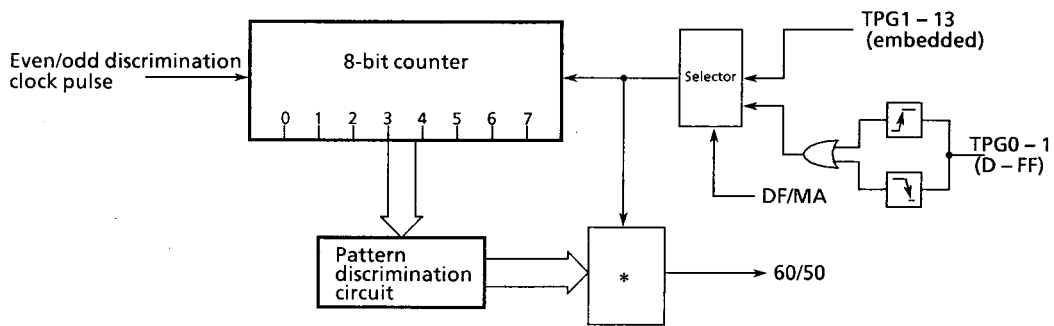 TPG1 – 13
(embedded)
Even/odd discrimination
clock pulse
8-bit counter
Selector
0 1 2 3 4 5 6 7
TPG0 – 1
(D – FF)
DF/MA
Pattern
discrimination
circuit
*
60/50